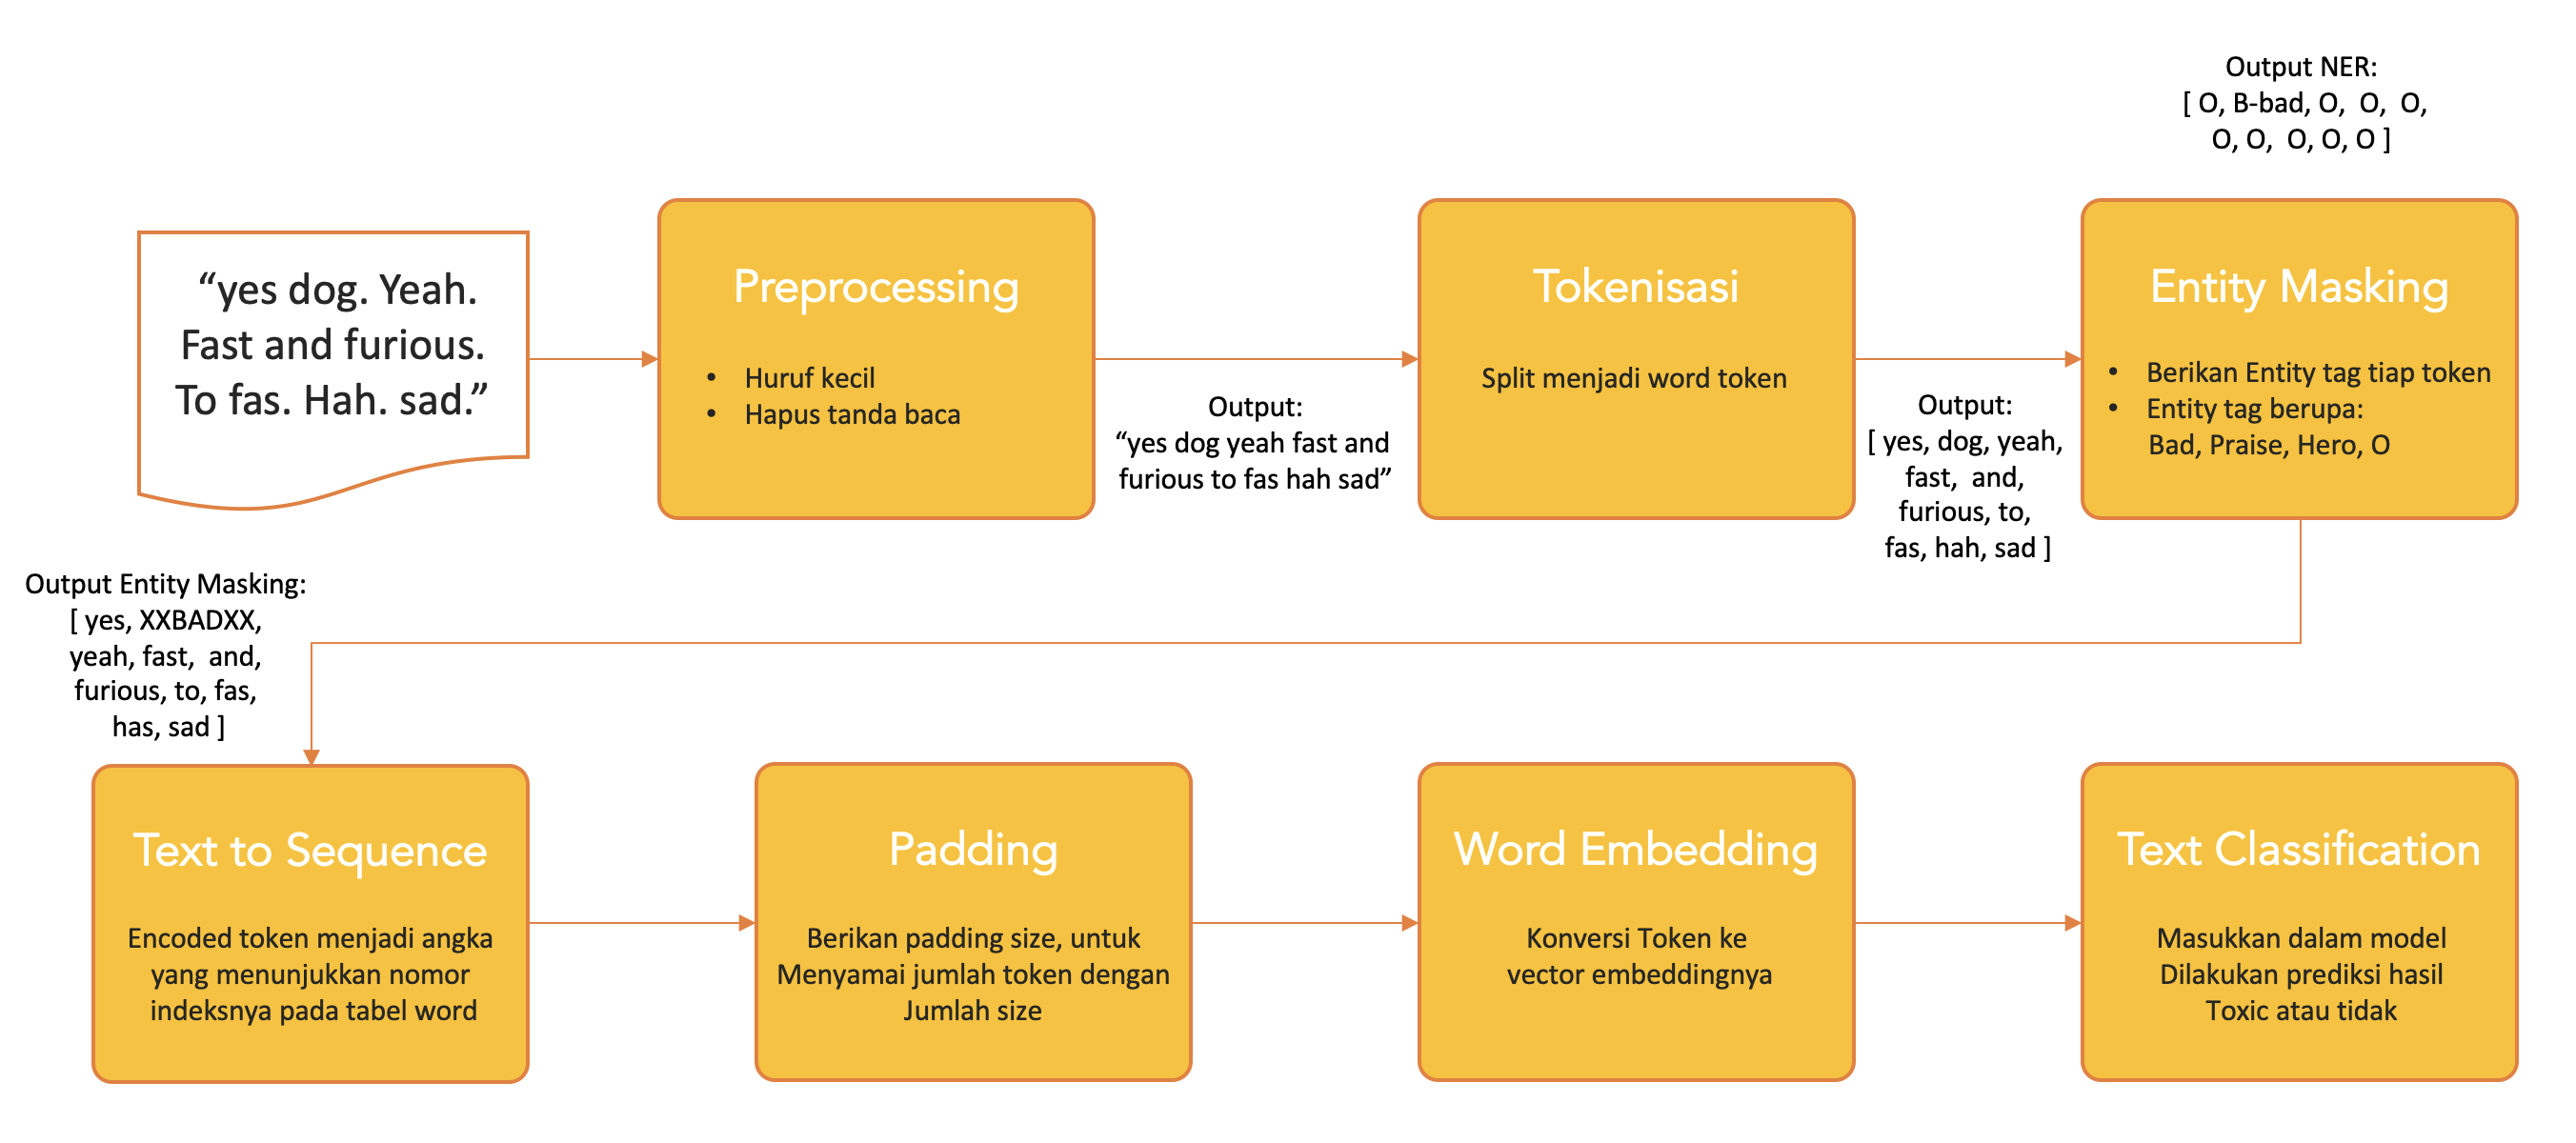 “yes dog. Yeah.
Fast and furious.
To fas. Hah. sad.”
Preprocessing
• Huruf kecil
• Hapus tanda baca
Output:
“yes dog yeah fast and
furious to fas hah sad”
Tokenisasi
Split menjadi word token
Output:
[ yes, dog, yeah,
fast, and,
furious, to,
fas, hah, sad ]
Output NER:
[ O, B-bad, O, O, O,
O, O, O, O, O ]
Entity Masking
• Berikan Entity tag tiap token
• Entity tag berupa:
Bad, Praise, Hero, O
Output Entity Masking:
[ yes, XXBADXX,
yeah, fast, and,
furious, to, fas,
has, sad ]
Text to Sequence
Encoded token menjadi angka
yang menunjukkan nomor
indeksnya pada tabel word
Padding
Berikan padding size, untuk
Menyamai jumlah token dengan
Jumlah size
Word Embedding
Konversi Token ke
vector embeddingnya
Text Classification
Masukkan dalam model
Dilakukan prediksi hasil
Toxic atau tidak